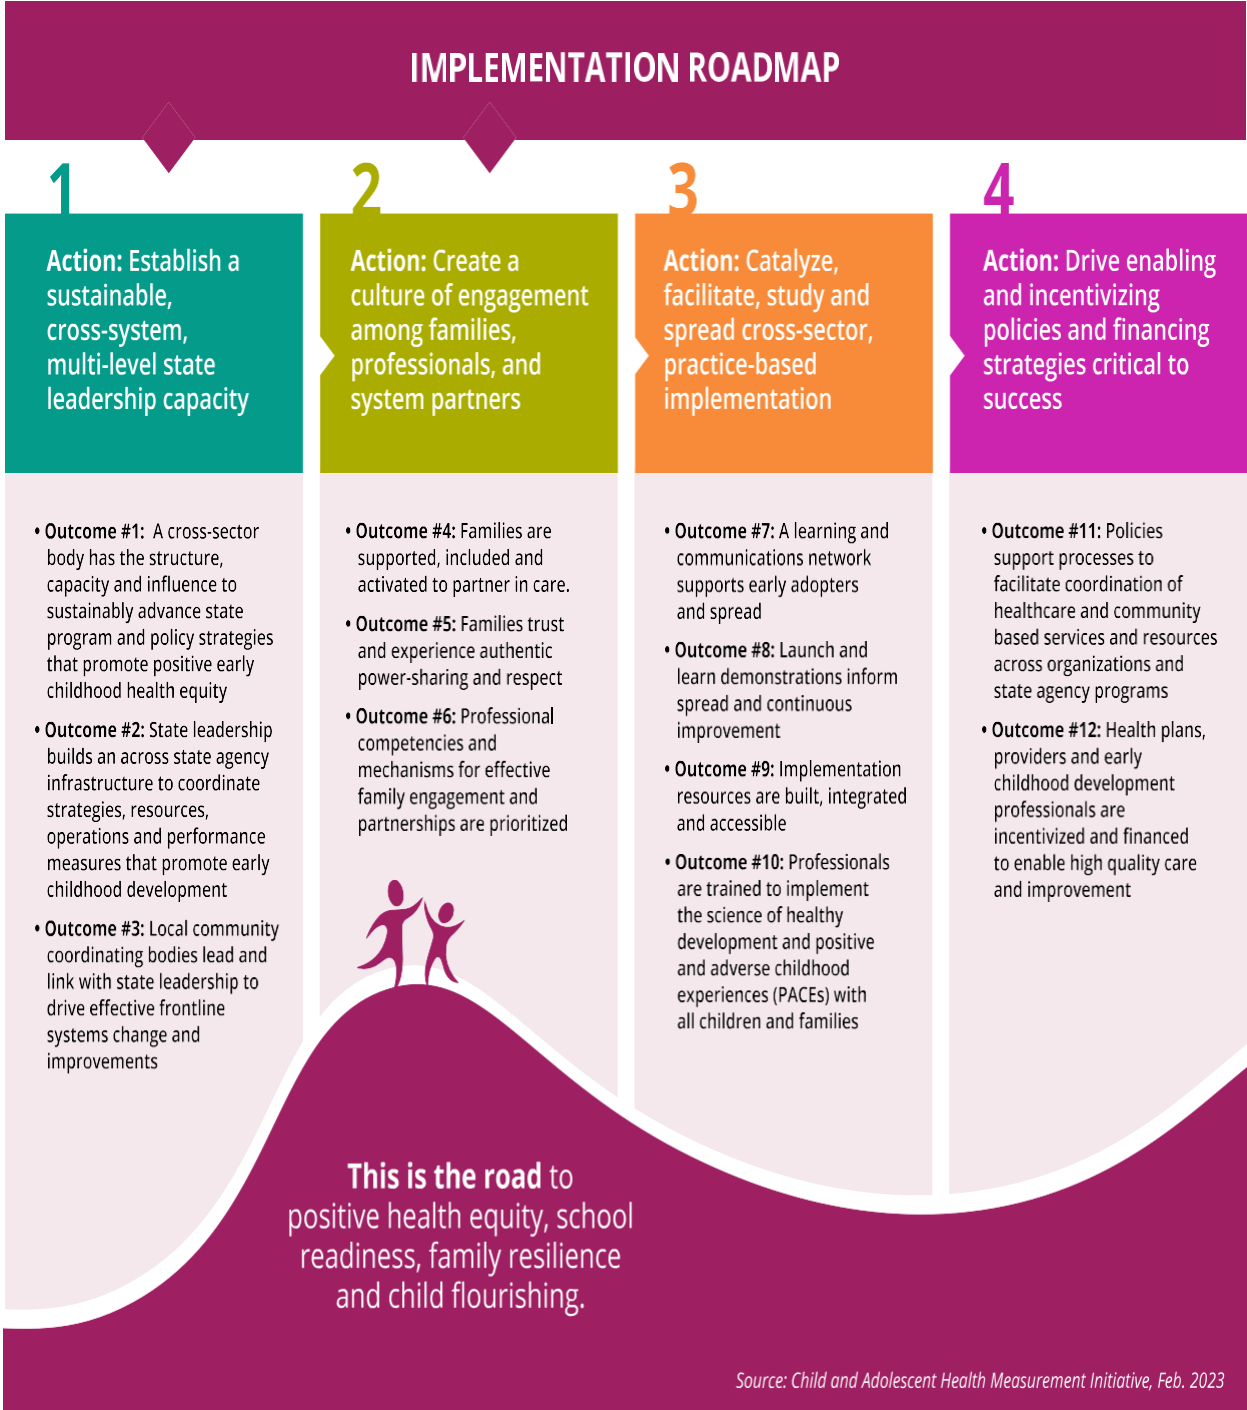 IMPLEMENTATION ROADMAP
1
Action: Establish a
sustainable,
cross-system,
multi-level state
leadership capacity
• Outcome #1: A cross-sector
body has the structure,
capacity and influence to
sustainably advance state
program and policy strategies
that promote positive early
childhood health equity
• Outcome #2: State leadership
builds an across state agency
infrastructure to coordinate
strategies, resources,
operations and performance
measures that promote early
childhood development
• Outcome #3: Local community
coordinating bodies lead and
link with state leadership to
drive effective frontline
systems change and
improvements
2
Action: Create a
culture of engagement
among families,
professionals, and
system partners
• Outcome #4: Families are
supported, included and
activated to partner in care.
• Outcome #5: Families trust
and experience authentic
power-sharing and respect
• Outcome #6: Professional
competencies and
mechanisms for effective
family engagement and
partnerships are prioritized
3
Action: Catalyze,
facilitate, study and
spread cross-sector,
practice-based
implementation
• Outcome #7: A learning and
communications network
supports early adopters
and spread
• Outcome #8: Launch and
learn demonstrations inform
spread and continuous
improvement
• Outcome #9: Implementation
resources are built, integrated
and accessible
• Outcome #10: Professionals
are trained to implement
the science of healthy
development and positive
and adverse childhood
experiences (PACEs) with
all children and families
4
Action: Drive enabling
and incentivizing
policies and financing
strategies critical to
success
• Outcome #11: Policies
support processes to
facilitate coordination of
healthcare and community
based services and resources
across organizations and
state agency programs
• Outcome #12: Health plans,
providers and early
childhood development
professionals are
incentivized and financed
to enable high quality care
and improvement
This is the road to
positive health equity, school
readiness, family resilience
and child flourishing.
Source: Child and Adolescent Health Measurement Initiative, Feb. 2023